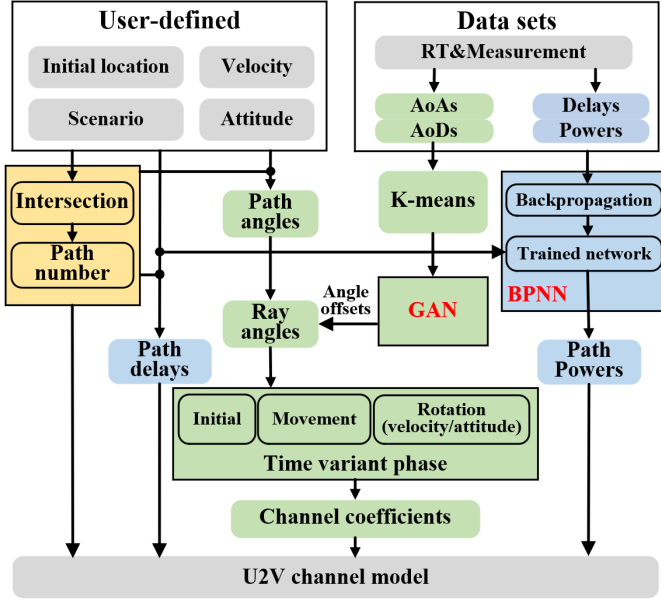 User-defined
Initial location
Velocity
Scenario
Attitude
Data sets
RT&Measurement
AoAs
AoDs
Delays
Powers
Intersection
Path
number
Path
angles
K-means
Backpropagation
Trained network
BPNN
Ray
angles
Angle
offsets
GAN
Path
delays
Path
Powers
Initial
Movement
Rotation
(velocity/attitude)
Time variant phase
Channel coefficients
U2V channel model